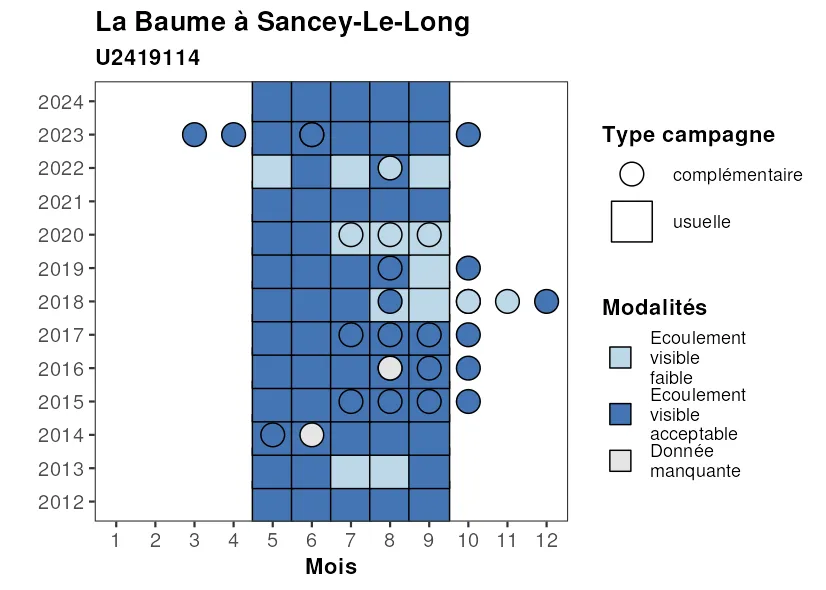 La Baume à Sancey-Le-Long
U2419114
2024
2023
2022
2021
2020
2019
2018
2017
2016
2015
2014
2013
2012
1 2 3 4 5 6 7 8 9 10 11 12
Mois
Type campagne
complémentaire
usuelle
Modalités
Ecoulement
visible
faible
Ecoulement
visible
acceptable
Donnée
manquante